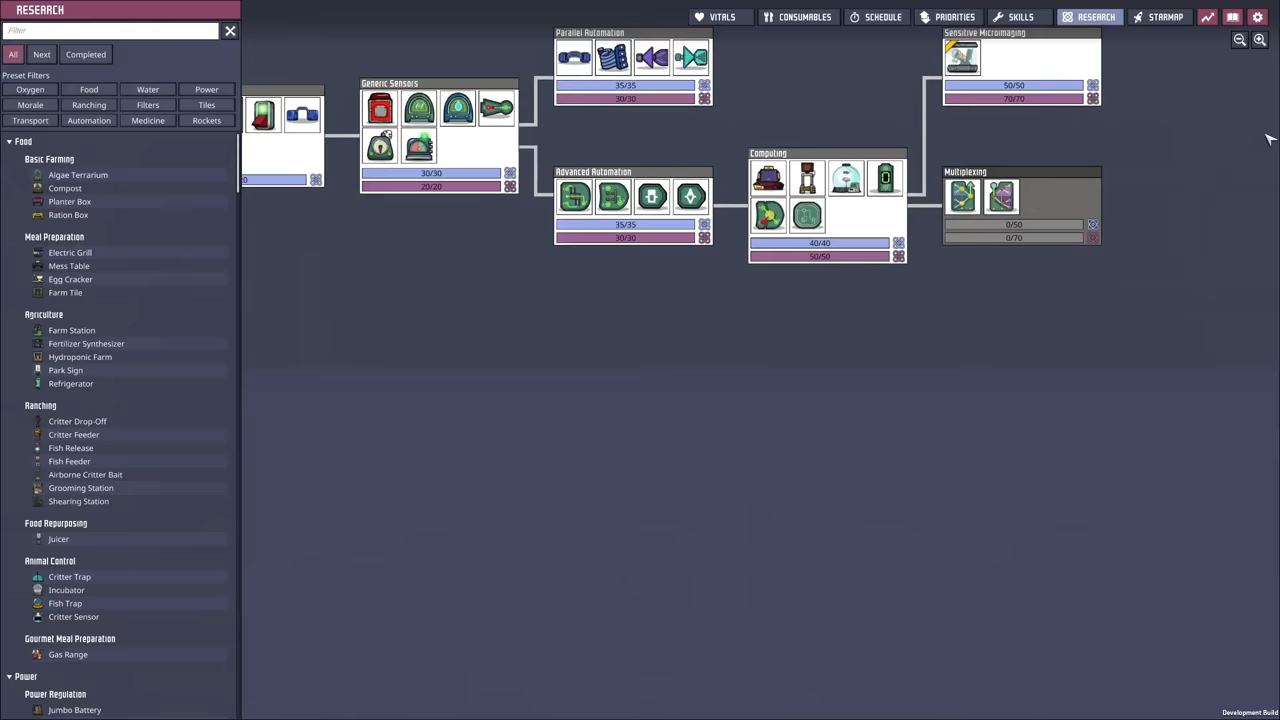 RESEARCH
VITALS
CONSUMABLES
SCHEDULE
PRIORITIES
SKILLS
RESEARCH
STARMAP
Filter
All
Next
Completed
Preset Filters
Oxygen
Food
Water
Power
Morale
Ranching
Filters
Tiles
Transport
Automation
Medicine
Rockets
Food
Basic Farming
Algae Terrarium
Compost
Planter Box
Ration Box
Meal Preparation
Electric Grill
Mess Table
Egg Cracker
Farm Tile
Agriculture
Farm Station
Fertilizer Synthesizer
Hydroponic Farm
Park Sign
Refrigerator
Ranching
Critter Drop-Off
Critter Feeder
Fish Release
Fish Feeder
Airborne Critter Bait
Grooming Station
Shearing Station
Food Repurposing
Juicer
Animal Control
Critter Trap
Incubator
Fish Trap
Critter Sensor
Gourmet Meal Preparation
Gas Range
Power
Power Regulation
Jumbo Battery
Generic Sensors
30/30
20/20
Parallel Automation
35/35
30/30
Advanced Automation
35/35
30/30
Computing
40/40
50/50
Sensitive Microimaging
50/50
70/70
Multiplexing
0/50
0/70
Development Build